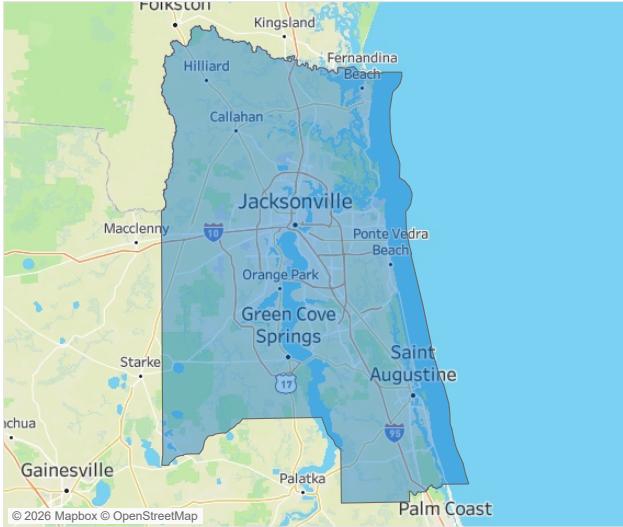 Folkston
Kingsland
Fernandina
Beach
Hilliard
Callahan
Jacksonville
Macclenny
10
Ponte Vedra
Beach
Orange Park
Green Cove
Springs
Starke
Saint
Augustine
17
95
achua
Gainesville
Palatka
Palm Coast
© 2026 Mapbox © OpenStreetMap